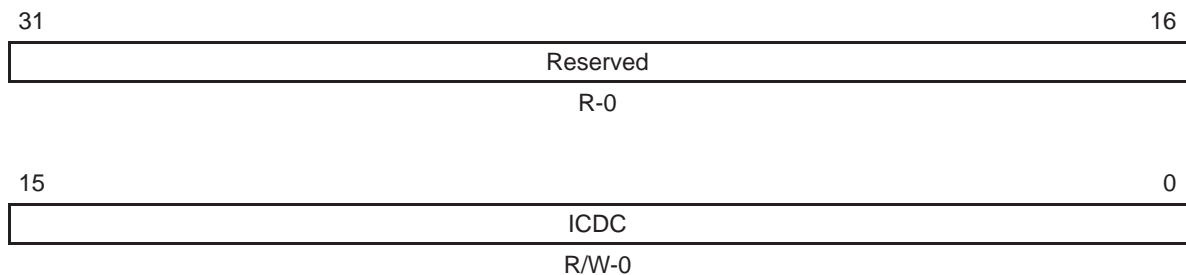 31 16
Reserved
R-0
15 0
ICDC
R/W-0